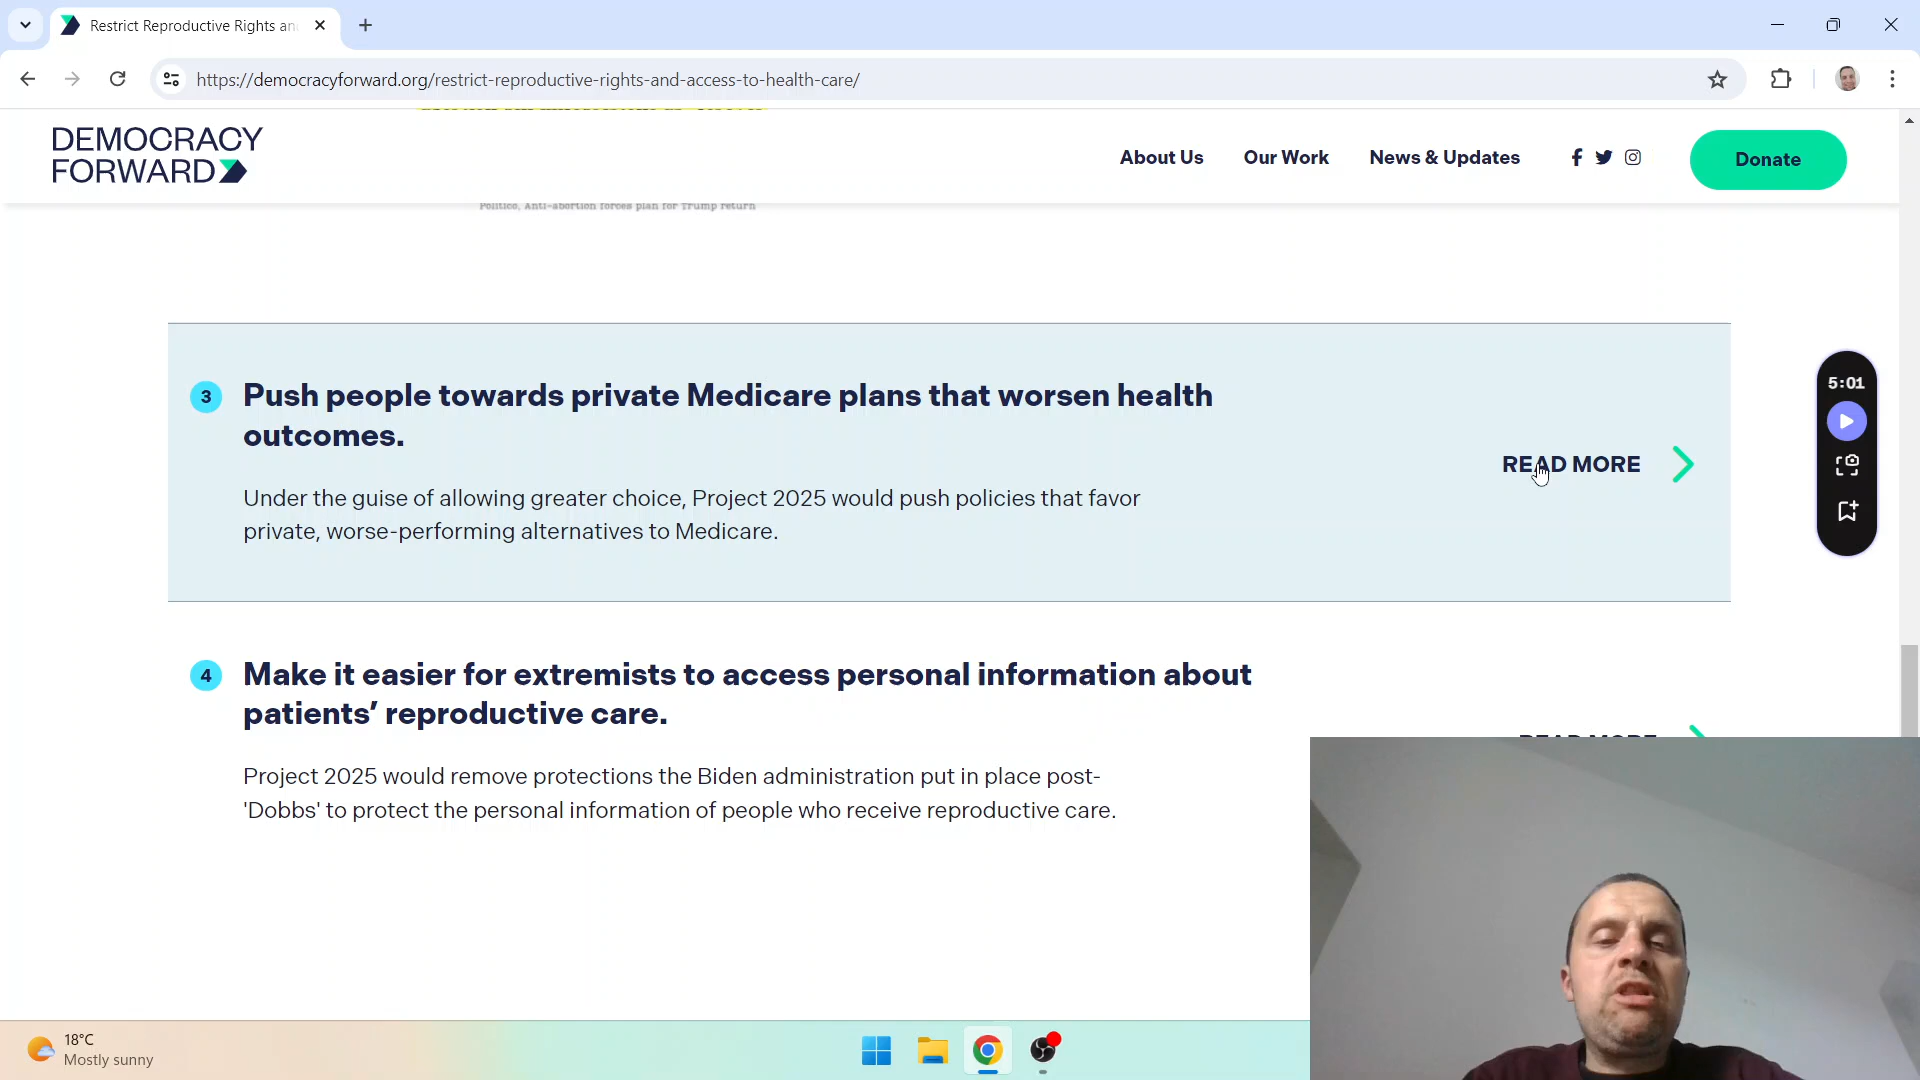 Restrict Reproductive Rights an
https://democracyforward.org/restrict-reproductive-rights-and-access-to-health-care/
DEMOCRACY
FORWARD
About Us
Our Work
News & Updates
Donate
Politico, Anti-abortion forces plan for Trump return
3
Push people towards private Medicare plans that worsen health
outcomes.
Under the guise of allowing greater choice, Project 2025 would push policies that favor
private, worse-performing alternatives to Medicare.
READ MORE
5:01
4
Make it easier for extremists to access personal information about
patients’ reproductive care.
Project 2025 would remove protections the Biden administration put in place post-
'Dobbs' to protect the personal information of people who receive reproductive care.
READ MORE
18°C
Mostly sunny